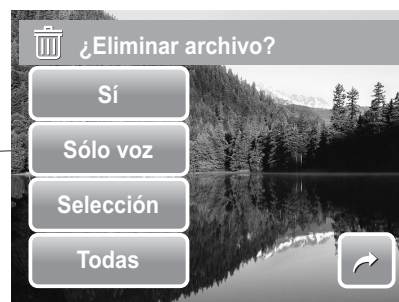 ¿Eliminar archivo?
Sí
Sólo voz
Selección
Todas